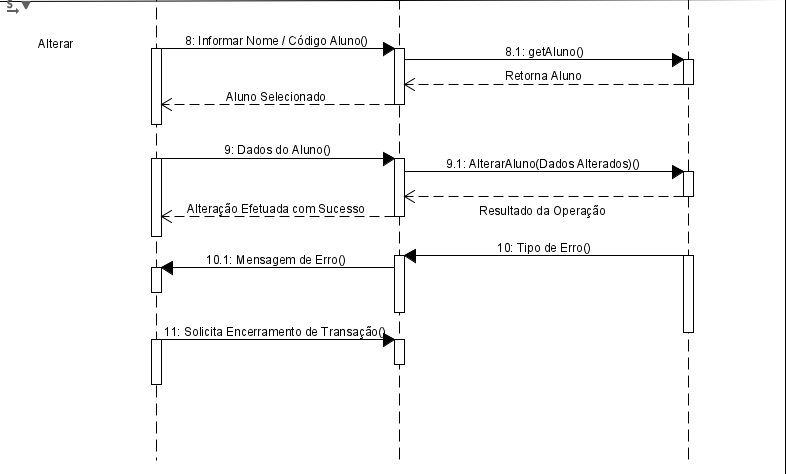 S
Alterar
8: Informar Nome / Código Aluno()
8.1: getAluno()
Retorna Aluno
Aluno Selecionado
9: Dados do Aluno()
9.1: AlterarAluno(Dados Alterados)()
Alteração Efetuada com Sucesso
Resultado da Operação
10: Tipo de Erro()
10.1: Mensagem de Erro()
11: Solicita Encerramento de Transação()